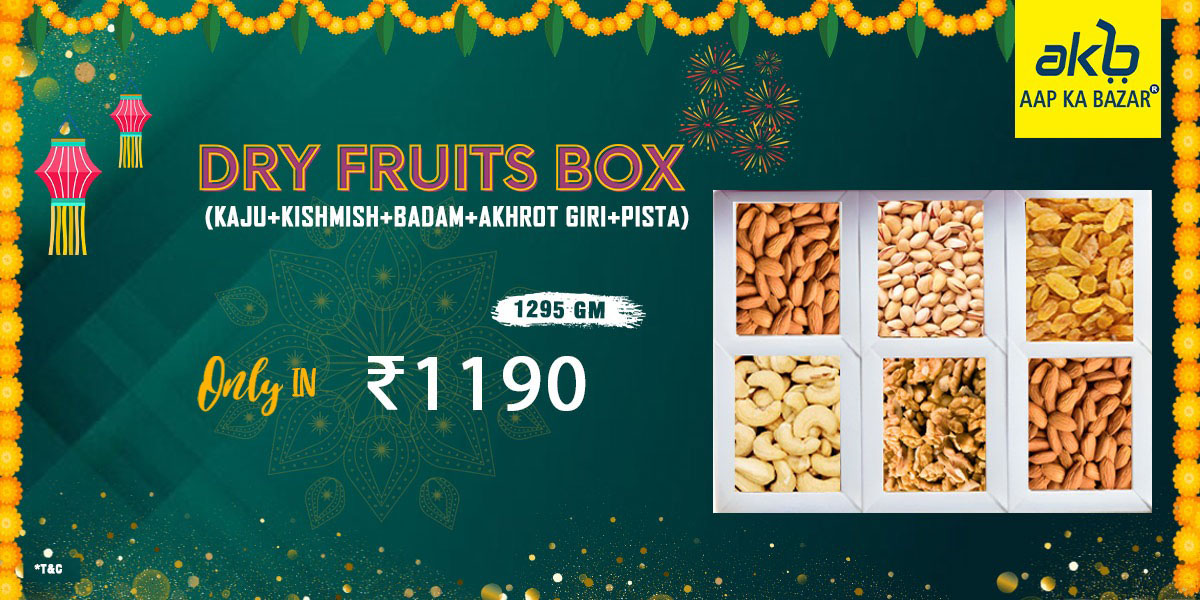 akb
AAP KA BAZAR®
DRY FRUITS BOX
(KAJU+KISHMISH+BADAM+AKHROT GIRI+PISTA)
1295 GM
Only IN ₹1190
*T&C